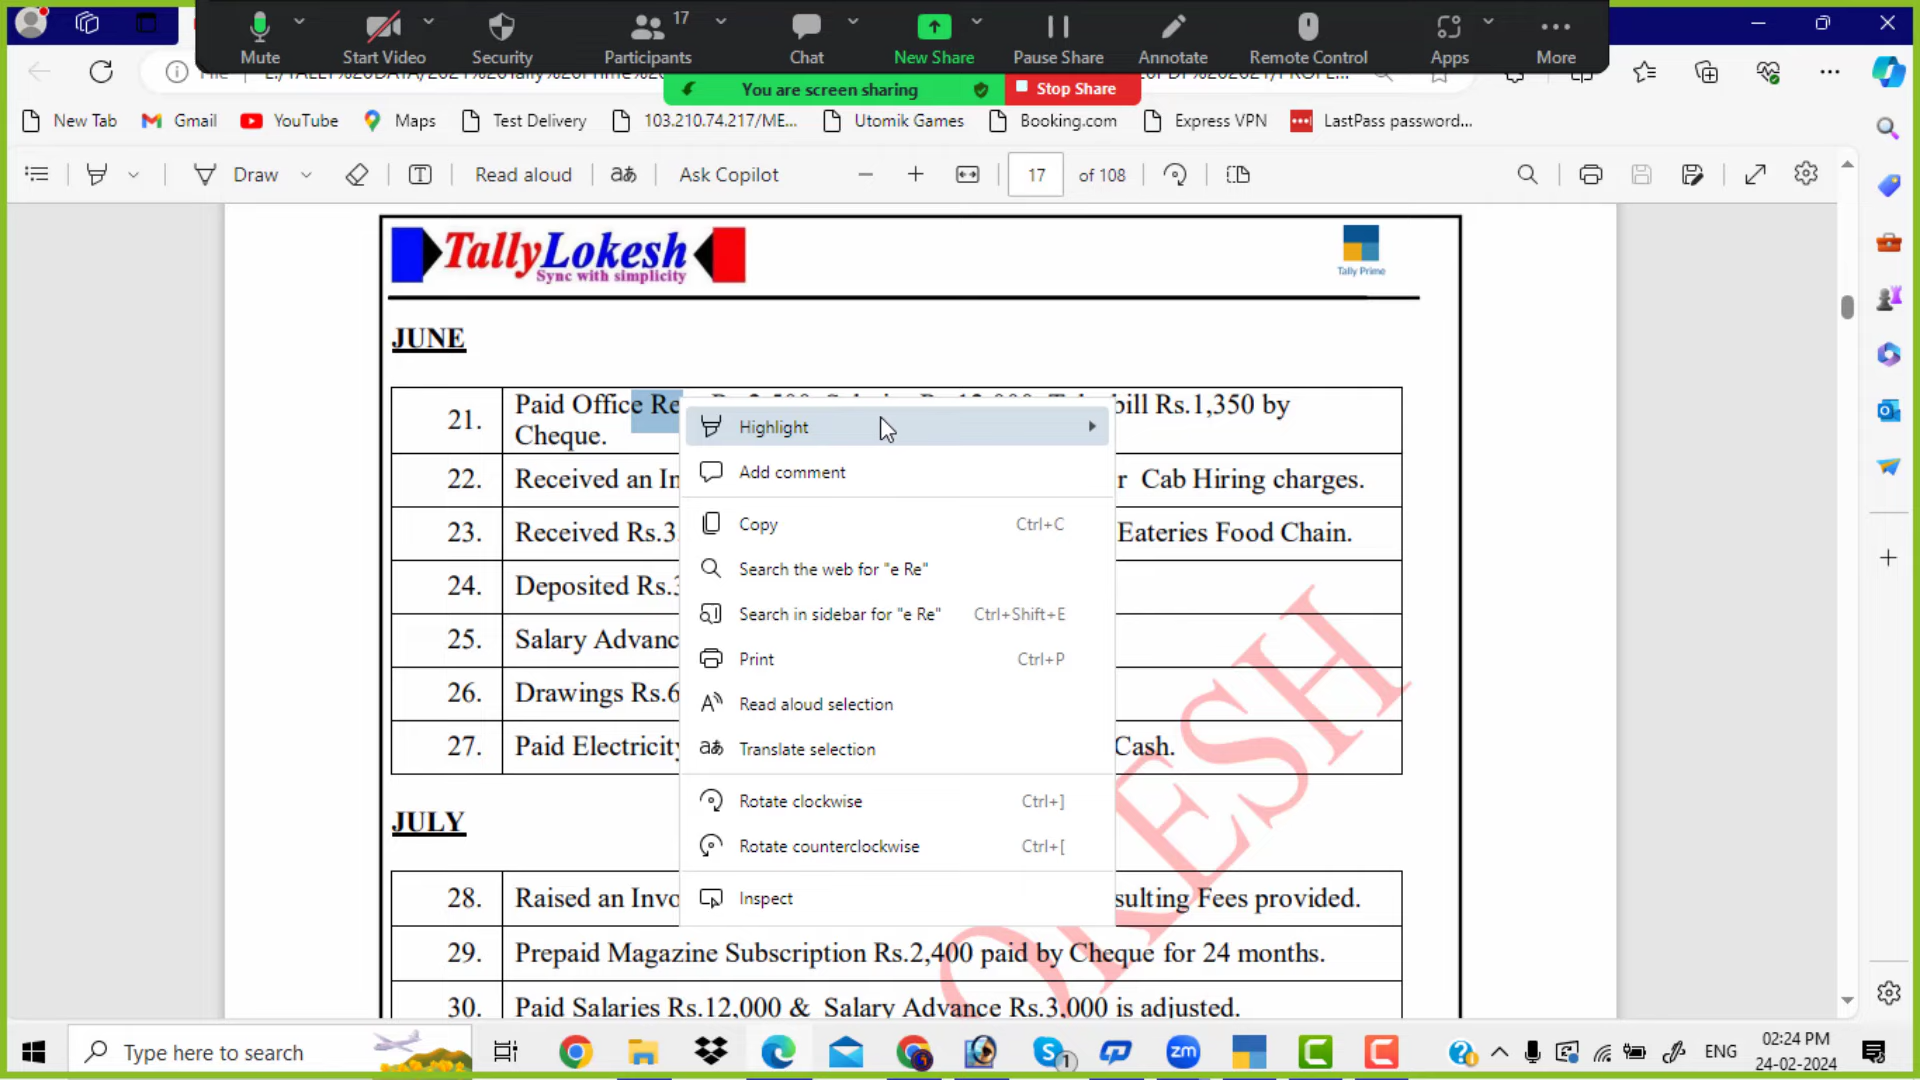 Mute
Start Video
Security
Participants
17
Chat
New Share
Pause Share
Annotate
Remote Control
Apps
More
You are screen sharing
Stop Share
New Tab
Gmail
YouTube
Maps
Test Delivery
103.210.74.217/ME...
Utomik Games
Booking.com
Express VPN
LastPass password...
Draw
Read aloud
Ask Copilot
17 of 108
TallyLokesh
Sync with simplicity
Tally Prime
JUNE
21. Paid Office Re
bill Rs.1,350 by
Cheque.
22. Received an In
r Cab Hiring charges.
23. Received Rs.3
Eateries Food Chain.
24. Deposited Rs.3
25. Salary Advanc
26. Drawings Rs.6
27. Paid Electricity
Cash.
Highlight
Add comment
Copy Ctrl+C
Search the web for "e Re"
Search in sidebar for "e Re" Ctrl+Shift+E
Print Ctrl+P
Read aloud selection
Translate selection
Rotate clockwise Ctrl+]
Rotate counterclockwise Ctrl+[
Inspect
JULY
28. Raised an Invo
sulting Fees provided.
29. Prepaid Magazine Subscription Rs.2,400 paid by Cheque for 24 months.
30. Paid Salaries Rs.12,000 & Salary Advance Rs.3,000 is adjusted.
OKESH
Type here to search
ENG
02:24 PM
24-02-2024